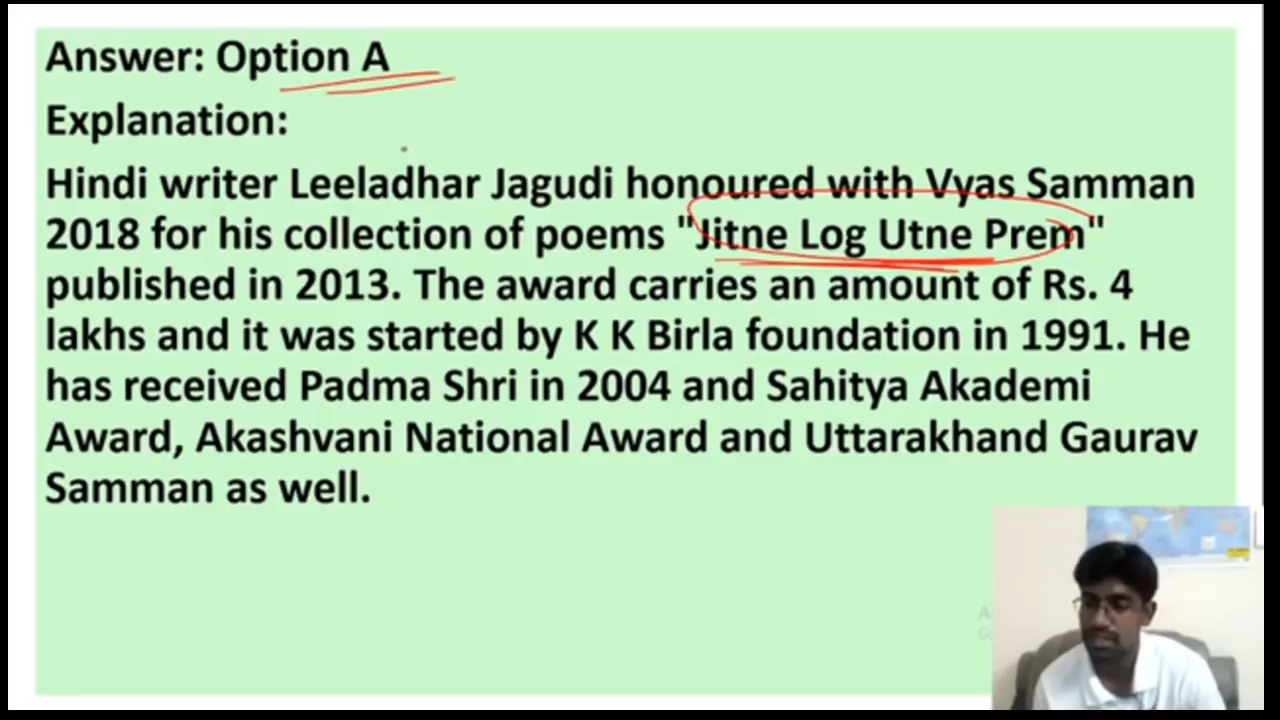 Answer: Option A
Explanation:
Hindi writer Leeladhar Jagudi honoured with Vyas Samman
2018 for his collection of poems "Jitne Log Utne Prem"
published in 2013. The award carries an amount of Rs. 4
lakhs and it was started by K K Birla foundation in 1991. He
has received Padma Shri in 2004 and Sahitya Akademi
Award, Akashvani National Award and Uttarakhand Gaurav
Samman as well.